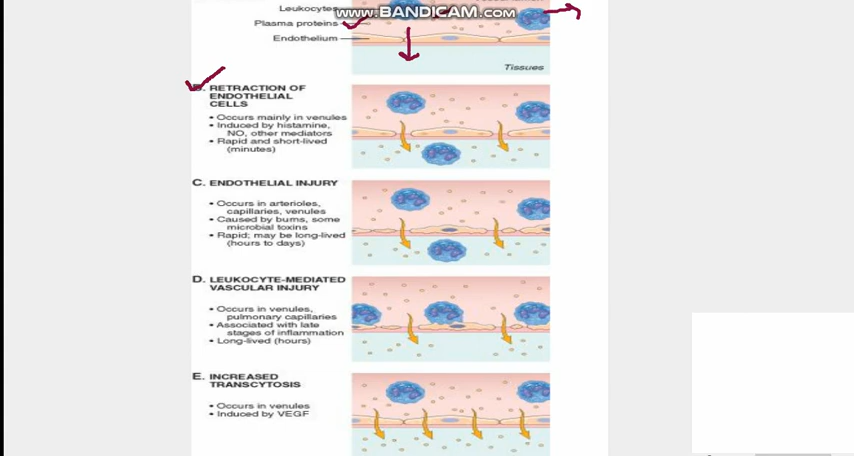 Leukocytes
www.BANDICAM.com
Plasma proteins
Endothelium
Tissues
B. RETRACTION OF
ENDOTHELIAL
CELLS
• Occurs mainly in venules
• Induced by histamine,
NO, other mediators
• Rapid and short-lived
(minutes)
C. ENDOTHELIAL INJURY
• Occurs in arterioles,
capillaries, venules
• Caused by burns, some
microbial toxins
• Rapid; may be long-lived
(hours to days)
D. LEUKOCYTE-MEDIATED
VASCULAR INJURY
• Occurs in venules,
pulmonary capillaries
• Associated with late
stages of inflammation
• Long-lived (hours)
E. INCREASED
TRANSCYTOSIS
• Occurs in venules
• Induced by VEGF